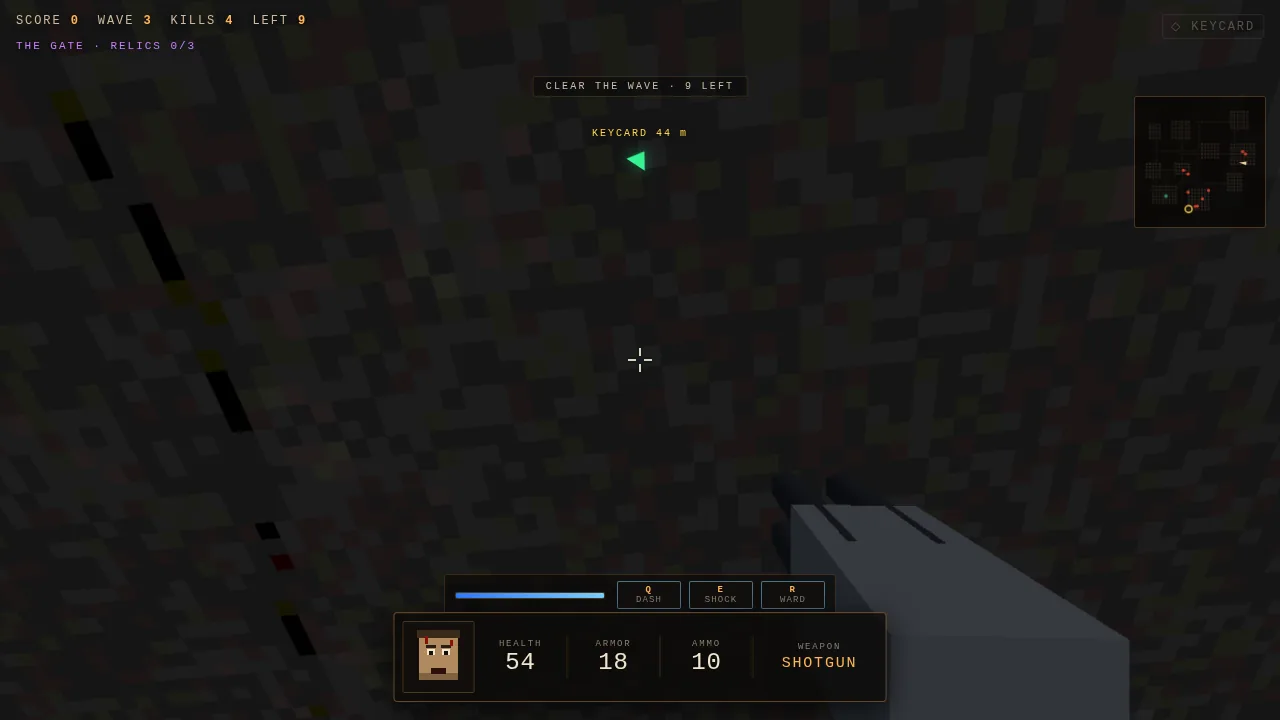 SCORE 0 WAVE 3 KILLS 4 LEFT 9
◇ KEYCARD
THE GATE · RELICS 0/3
CLEAR THE WAVE · 9 LEFT
KEYCARD 44 m
Q E R
DASH SHOCK WARD
HEALTH ARMOR AMMO WEAPON
54 18 10 SHOTGUN